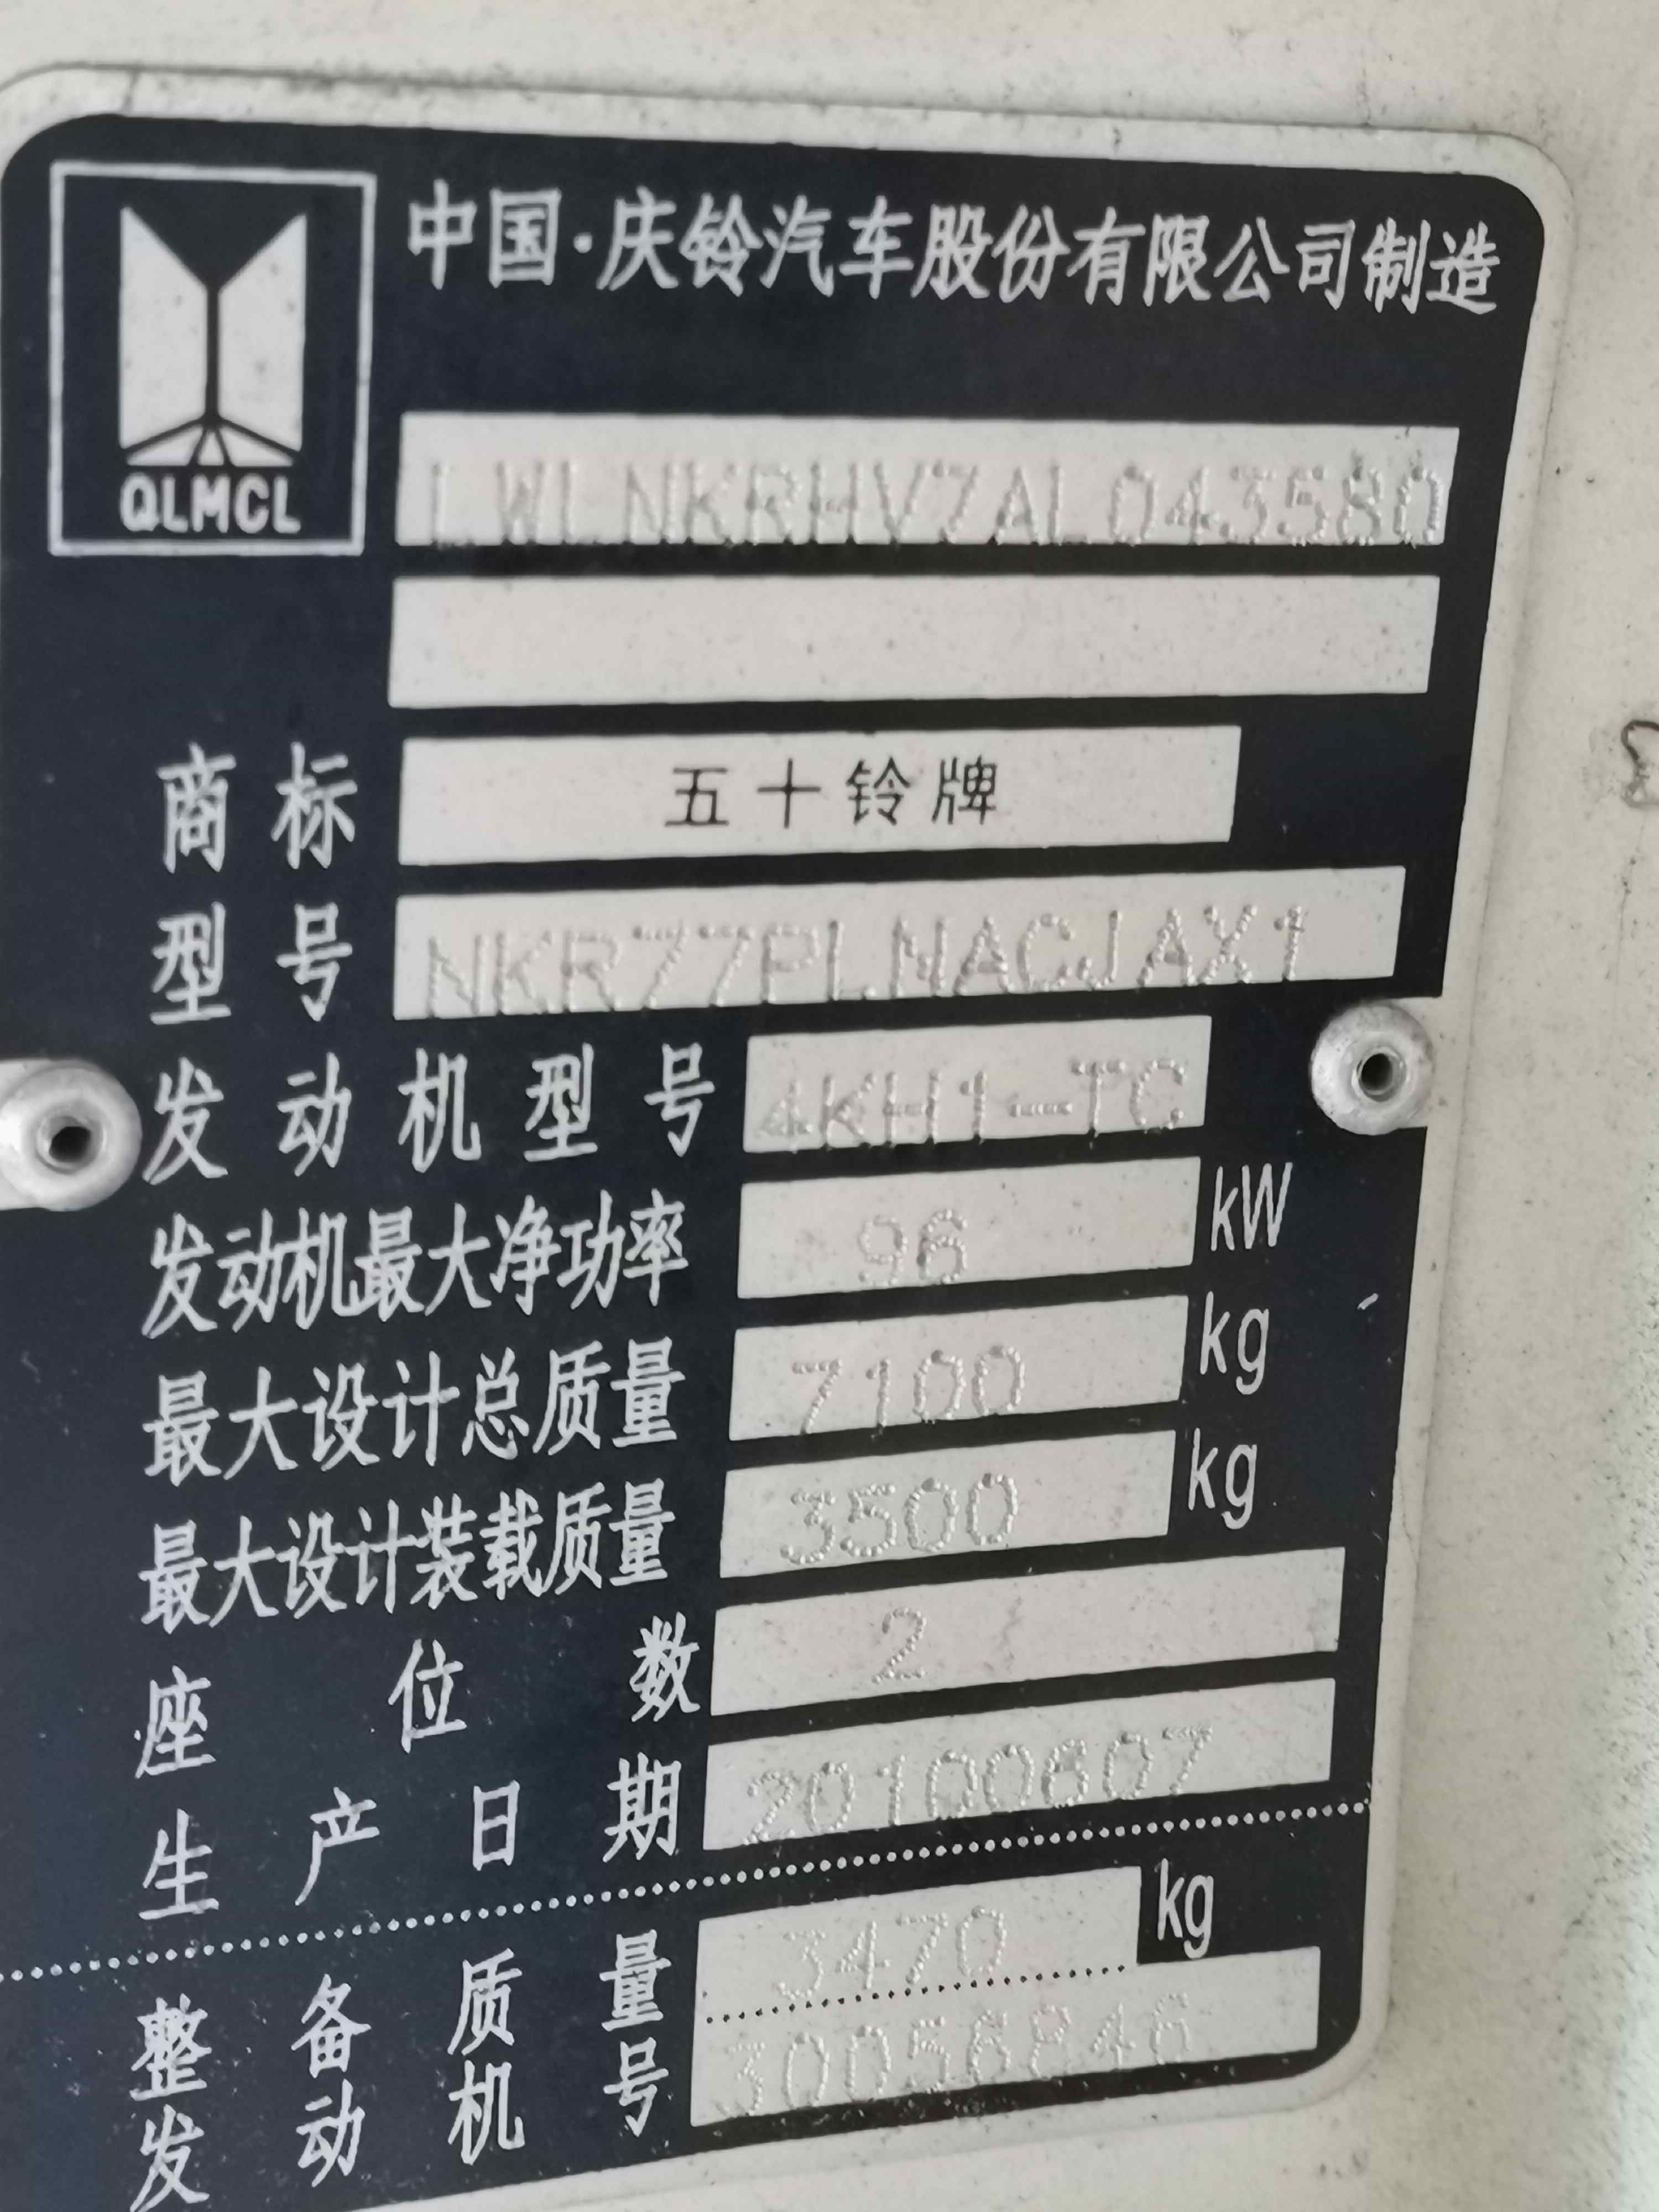 中国·庆铃汽车股份有限公司制造
QLMCL
LWLNKRHV7AL043580
商标 五十铃牌
型号 NKR77PLNACJAX1
发动机型号 4KH1-TC
发动机最大净功率 96 kW
最大设计总质量 7100 kg
最大设计装载质量 3500 kg
座位数 2
生产日期 20100607
整备质量 3470 kg
发动机号 30056846